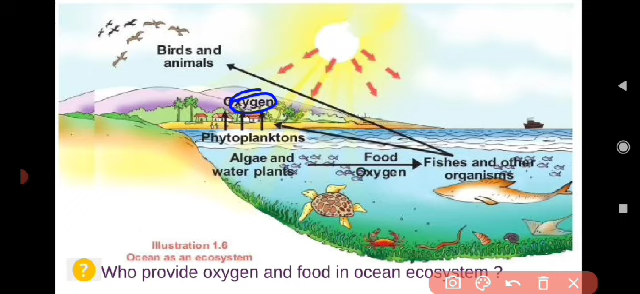 Birds and
animals
Oxygen
Phytoplanktons
Algae and
water plants
Food
Oxygen
Fishes and other
organisms
Illustration 1.6
Ocean as an ecosystem
? Who provide oxygen and food in ocean ecosystem ?